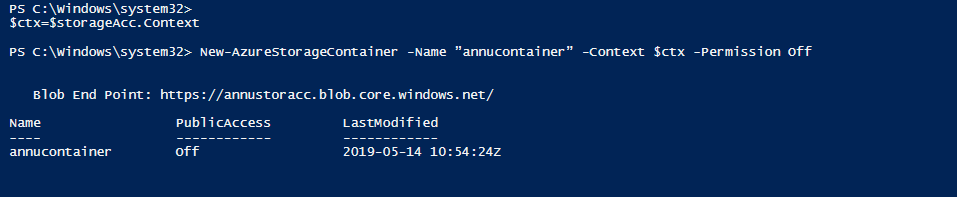 PS C:\Windows\system32>
$ctx=$storageAcc.Context
PS C:\Windows\system32> New-AzureStorageContainer -Name ”annucontainer” -Context $ctx -Permission Off
Blob End Point: https://annustoracc.blob.core.windows.net/
Name PublicAccess LastModified
---- ------------ ------------
annucontainer Off 2019-05-14 10:54:24Z